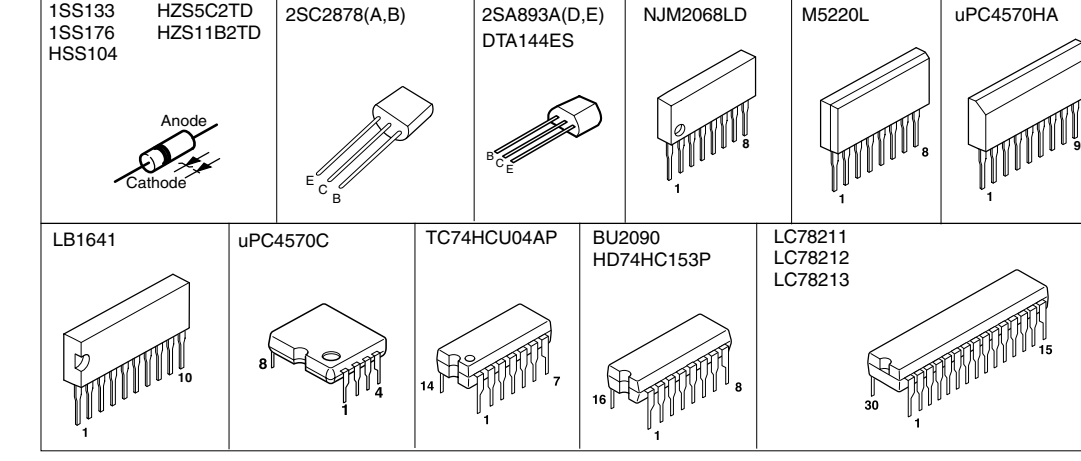 1SS133 HZS5C2TD
1SS176 HZS11B2TD
HSS104
Anode
Cathode
2SC2878(A,B)
E
C
B
2SA893A(D,E)
DTA144ES
B
C
E
NJM2068LD
8
1
M5220L
8
1
uPC4570HA
9
1
LB1641
10
1
uPC4570C
8
4
1
TC74HCU04AP
14
7
1
BU2090
HD74HC153P
16
8
1
LC78211
LC78212
LC78213
15
30
1